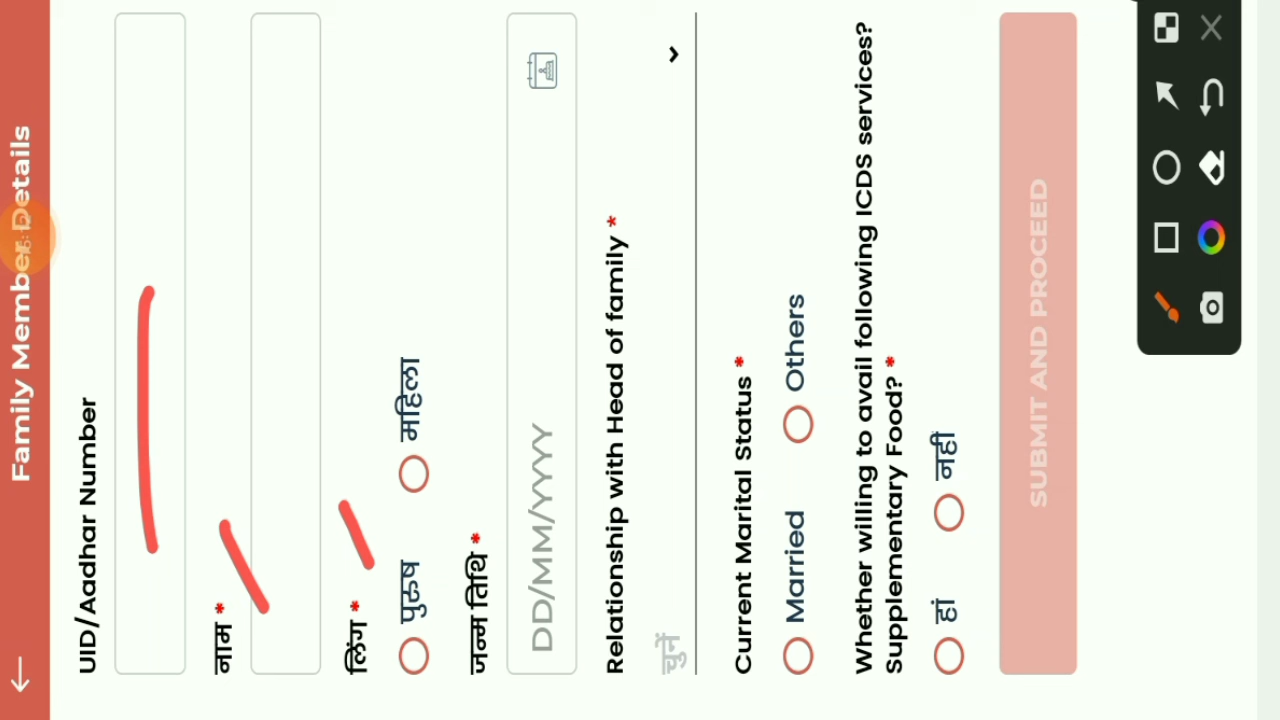 Family Member Details
UID/Aadhar Number
नाम *
लिंग *
पुरुष महिला
जन्म तिथि *
DD/MM/YYYY
Relationship with Head of family *
चुनें
Current Marital Status *
Married Others
Whether willing to avail following ICDS services?
Supplementary Food? *
हां नहीं
SUBMIT AND PROCEED